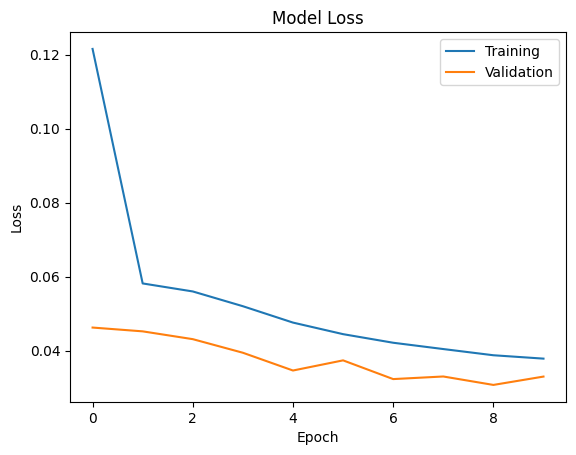 Model Loss
Training
Validation
0.12
0.10
0.08
0.06
0.04
Loss
0 2 4 6 8
Epoch